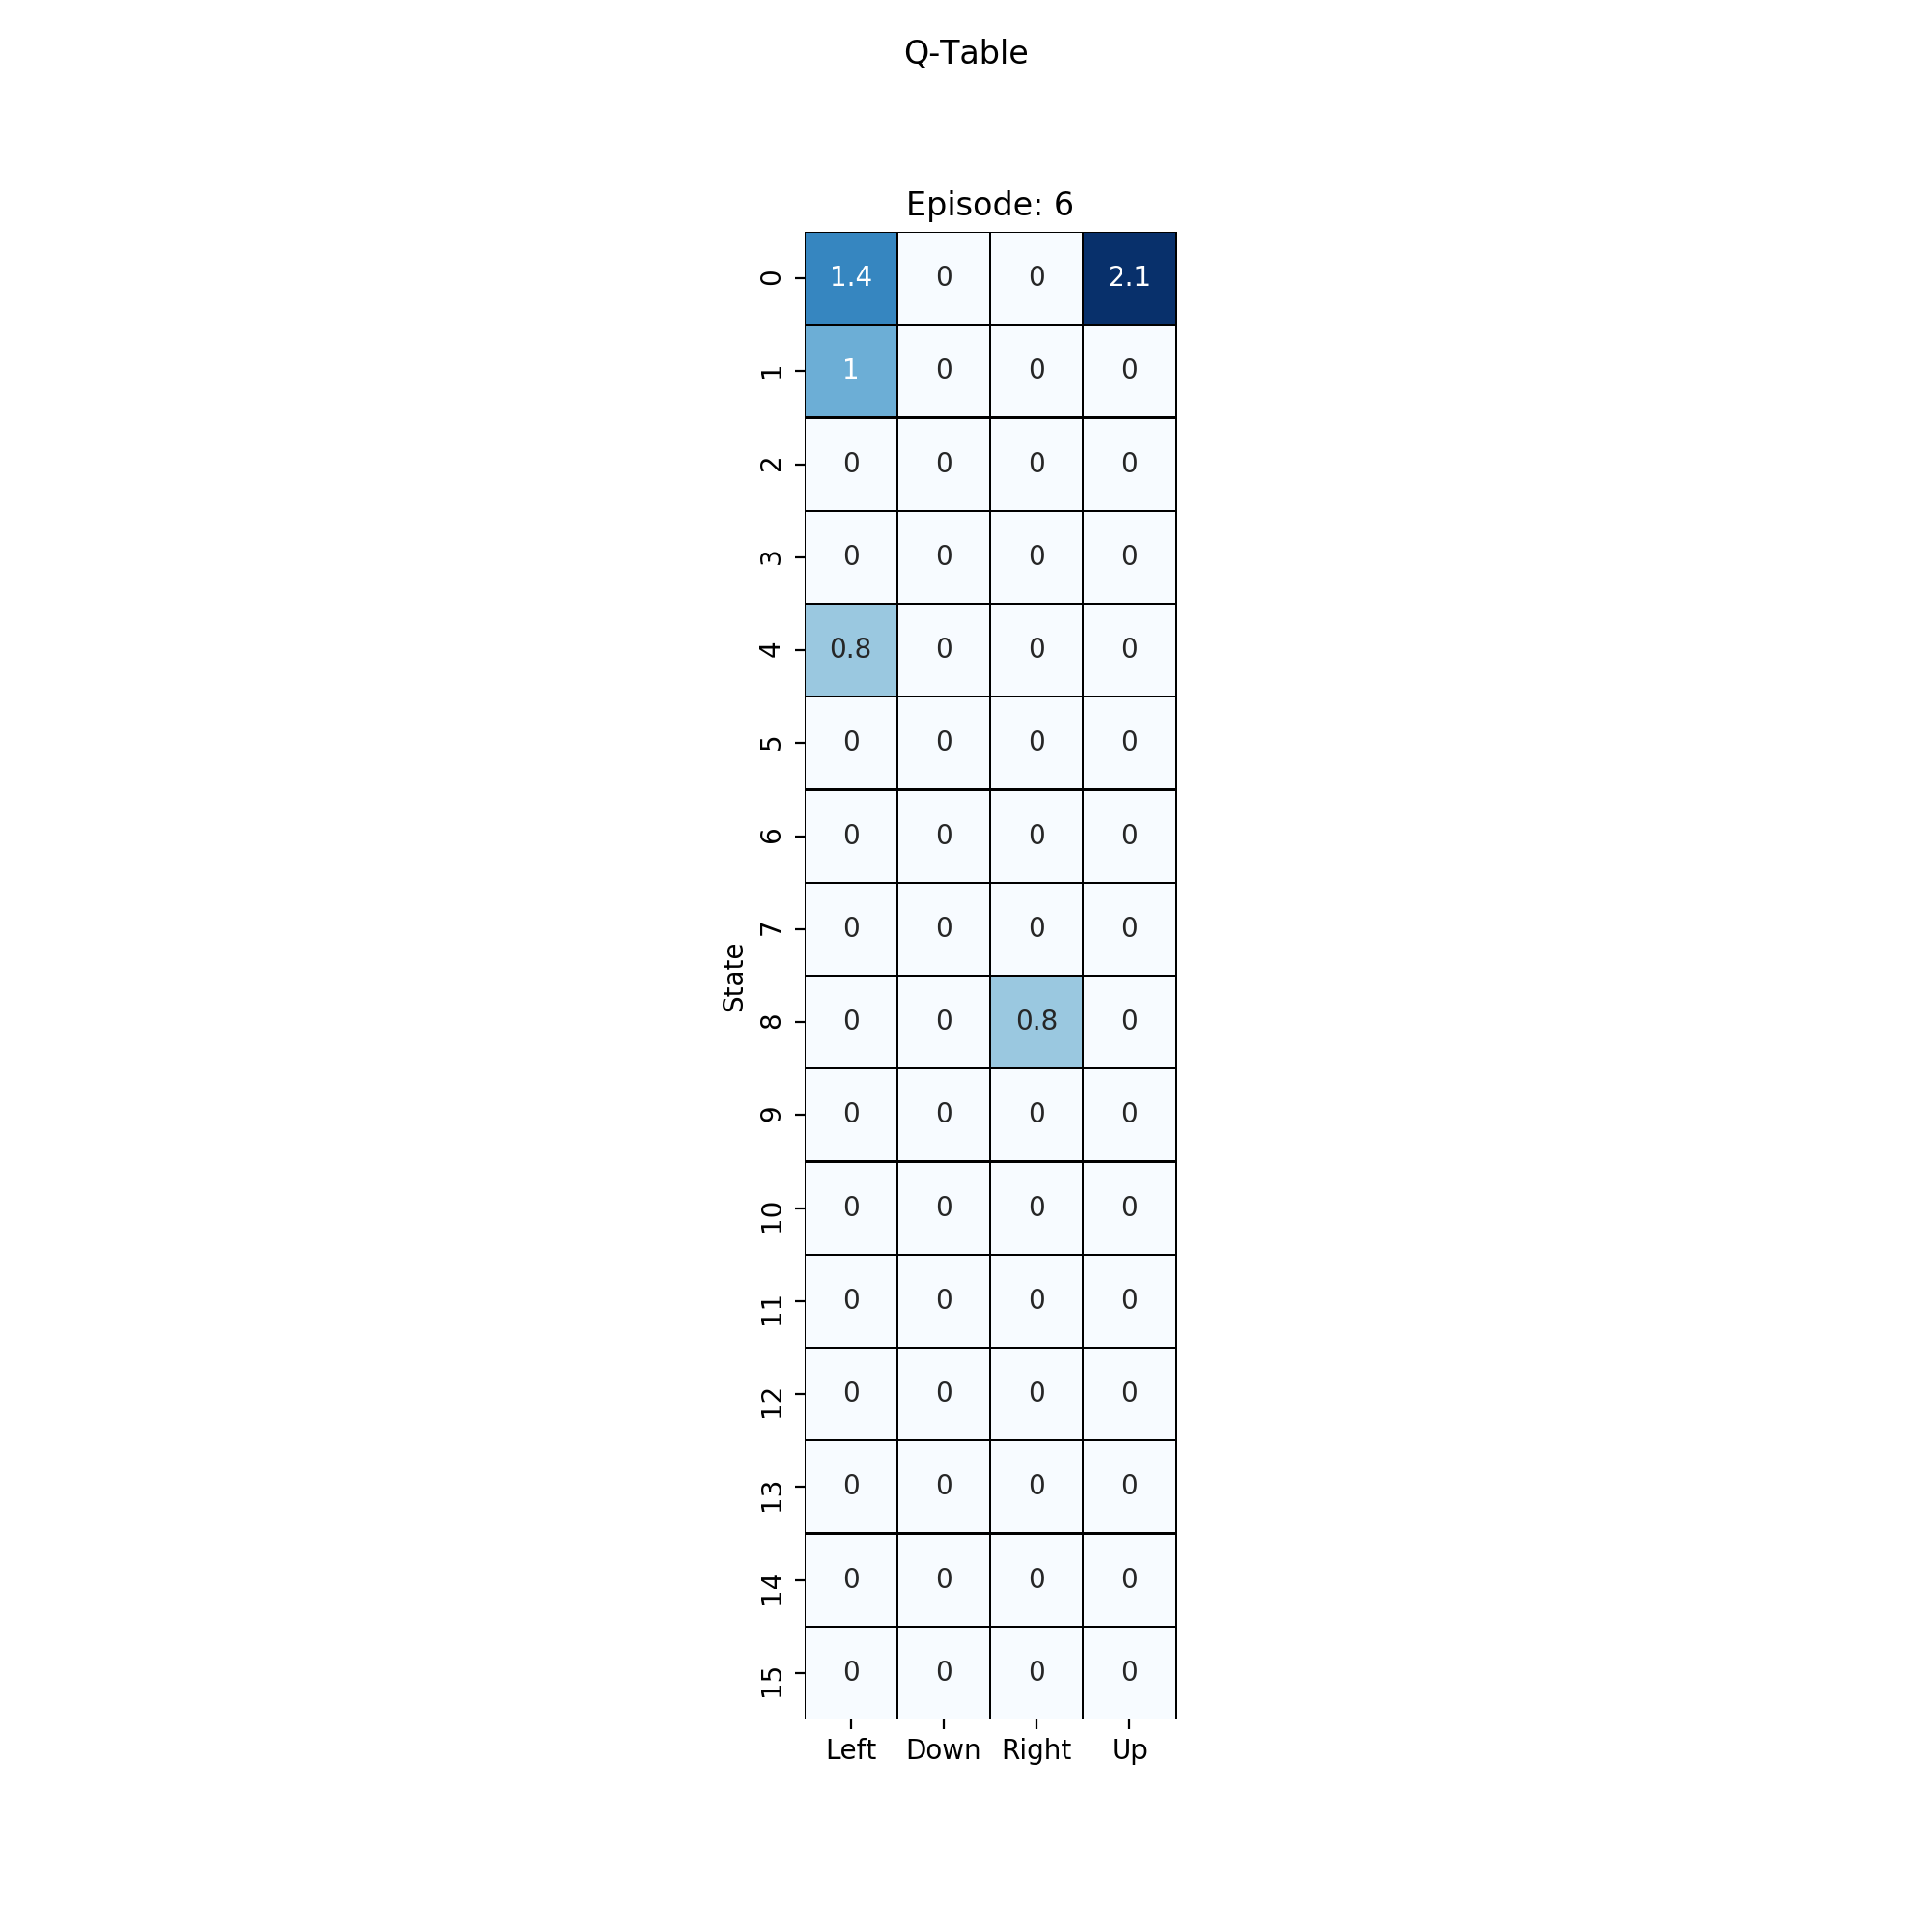 Q-Table
Episode: 6
0 1.4 0 0 2.1
1 1 0 0 0
2 0 0 0 0
3 0 0 0 0
4 0.8 0 0 0
5 0 0 0 0
6 0 0 0 0
7 0 0 0 0
State
8 0 0 0.8 0
9 0 0 0 0
10 0 0 0 0
11 0 0 0 0
12 0 0 0 0
13 0 0 0 0
14 0 0 0 0
15 0 0 0 0
Left Down Right Up